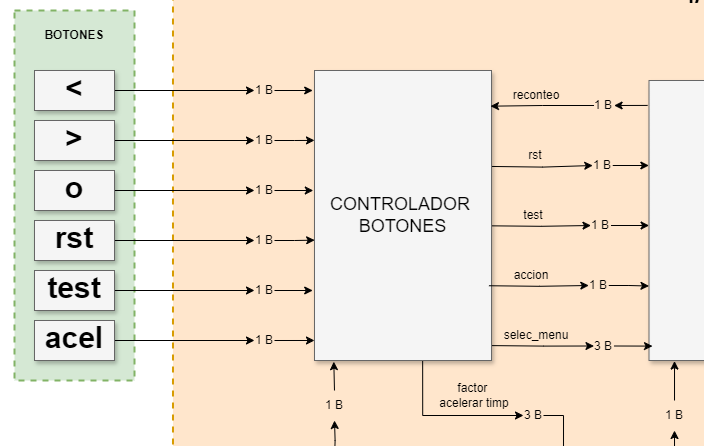 BOTONES
<
>
o
rst
test
acel
1 B
1 B
1 B
1 B
1 B
1 B
CONTROLADOR
BOTONES
reconteo
1 B
rst
1 B
test
1 B
accion
1 B
selec_menu
3 B
1 B
factor
acelerar timp
3 B
1 B